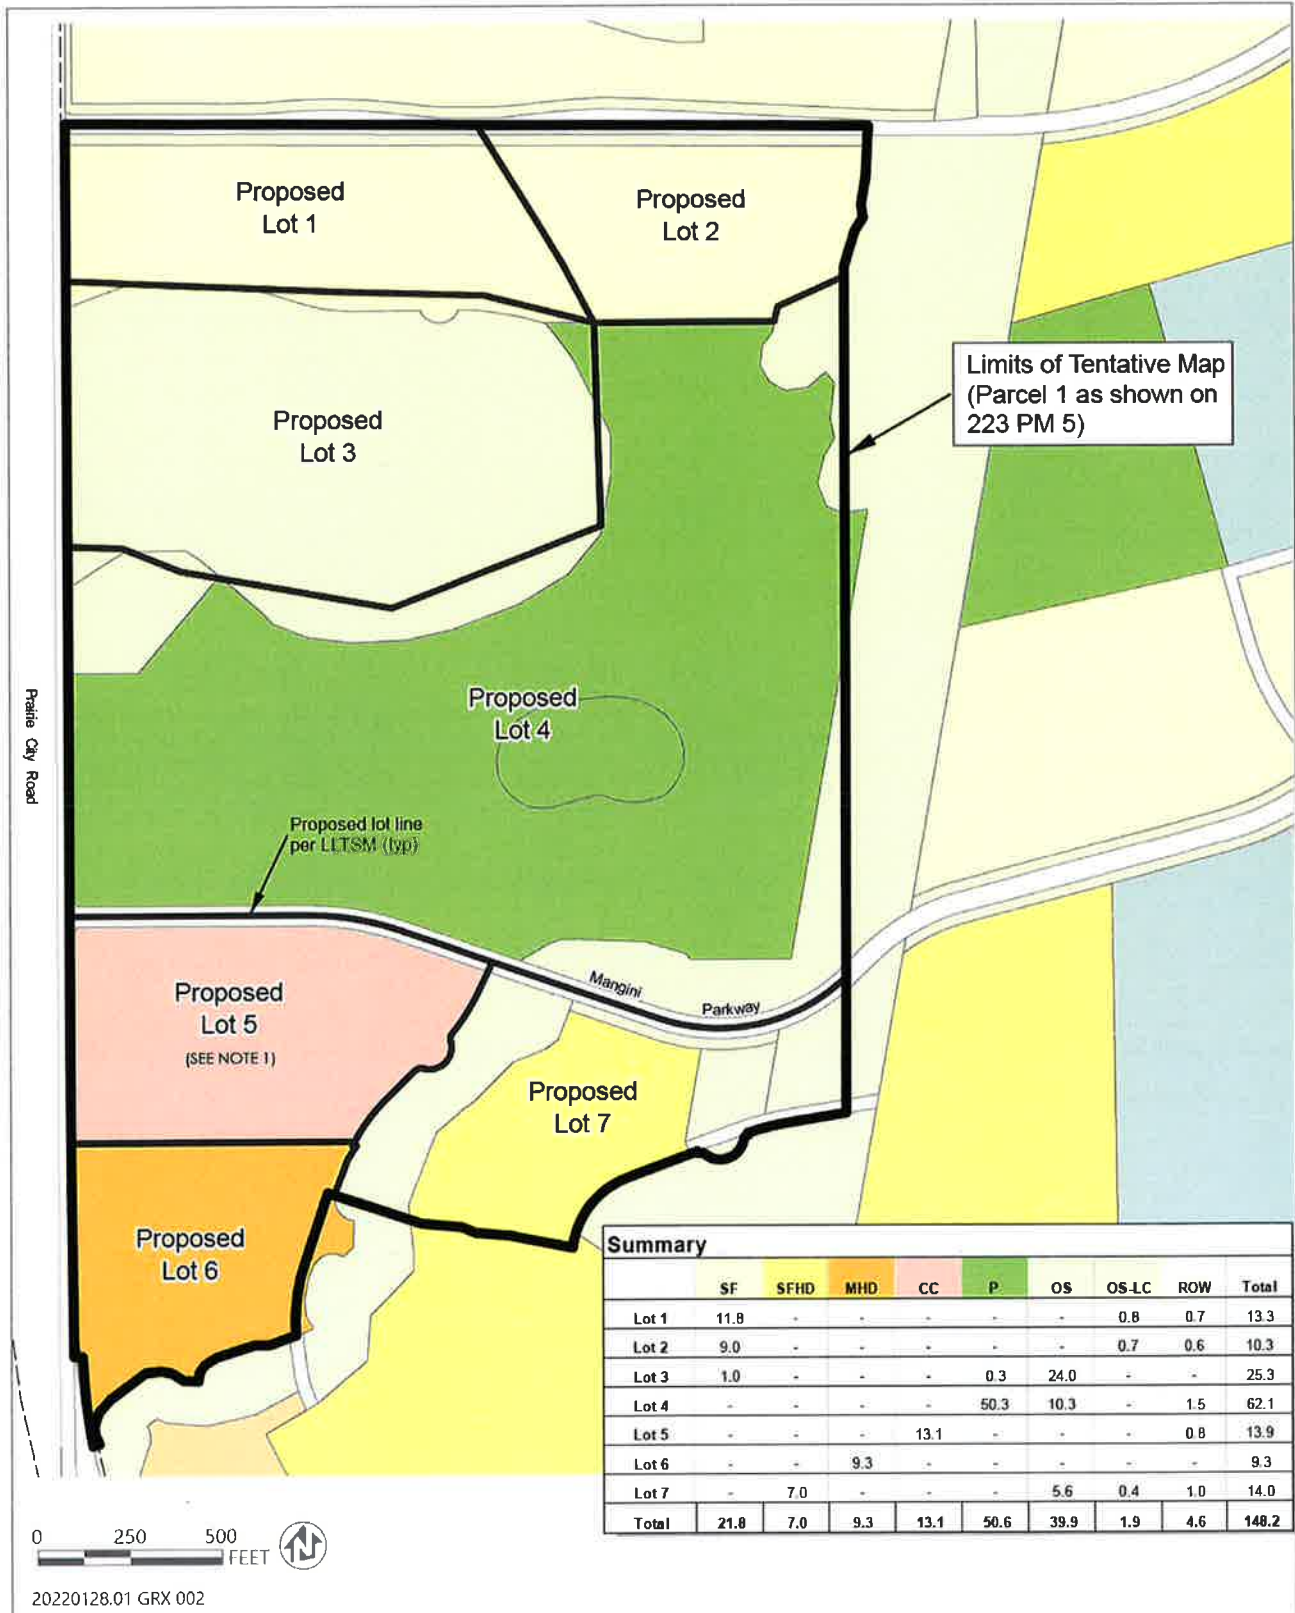 Proposed
Lot 1
Proposed
Lot 2
Limits of Tentative Map
(Parcel 1 as shown on
223 PM 5)
Proposed
Lot 3
Proposed
Lot 4
Prairie City Road
Proposed lot line
per LLTSM (typ)
Mangini Parkway
Proposed
Lot 5
(SEE NOTE 1)
Proposed
Lot 7
Proposed
Lot 6
Summary
SF SFHD MHD CC P OS OS-LC ROW Total
Lot 1 11.8 - - - - - 0.8 0.7 13.3
Lot 2 9.0 - - - - - 0.7 0.6 10.3
Lot 3 1.0 - - - 0.3 24.0 - - 25.3
Lot 4 - - - - 50.3 10.3 - 1.5 62.1
Lot 5 - - - 13.1 - - - 0.8 13.9
Lot 6 - - 9.3 - - - - - 9.3
Lot 7 - 7.0 - - - 5.6 0.4 1.0 14.0
Total 21.8 7.0 9.3 13.1 50.6 39.9 1.9 4.6 148.2
0 250 500
FEET
N
20220128.01 GRX 002